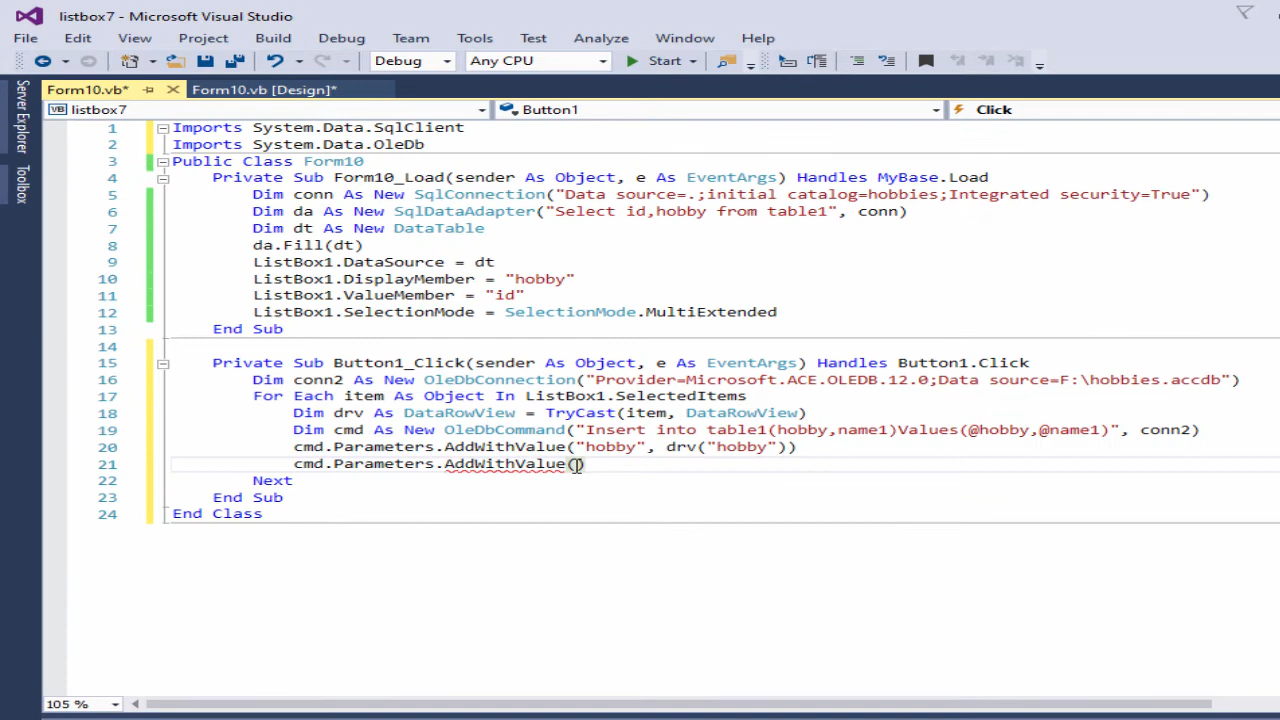 listbox7 - Microsoft Visual Studio
File Edit View Project Build Debug Team Tools Test Analyze Window Help
Debug Any CPU Start
Form10.vb* Form10.vb [Design]*
Server Explorer
Toolbox
VB listbox7 Button1 Click
1 Imports System.Data.SqlClient
2 Imports System.Data.OleDb
3 Public Class Form10
4 Private Sub Form10_Load(sender As Object, e As EventArgs) Handles MyBase.Load
5 Dim conn As New SqlConnection("Data source=.;initial catalog=hobbies;Integrated security=True")
6 Dim da As New SqlDataAdapter("Select id,hobby from table1", conn)
7 Dim dt As New DataTable
8 da.Fill(dt)
9 ListBox1.DataSource = dt
10 ListBox1.DisplayMember = "hobby"
11 ListBox1.ValueMember = "id"
12 ListBox1.SelectionMode = SelectionMode.MultiExtended
13 End Sub
14
15 Private Sub Button1_Click(sender As Object, e As EventArgs) Handles Button1.Click
16 Dim conn2 As New OleDbConnection("Provider=Microsoft.ACE.OLEDB.12.0;Data source=F:\hobbies.accdb")
17 For Each item As Object In ListBox1.SelectedItems
18 Dim drv As DataRowView = TryCast(item, DataRowView)
19 Dim cmd As New OleDbCommand("Insert into table1(hobby,name1)Values(@hobby,@name1)", conn2)
20 cmd.Parameters.AddWithValue("hobby", drv("hobby"))
21 cmd.Parameters.AddWithValue()
22 Next
23 End Sub
24 End Class
105 %